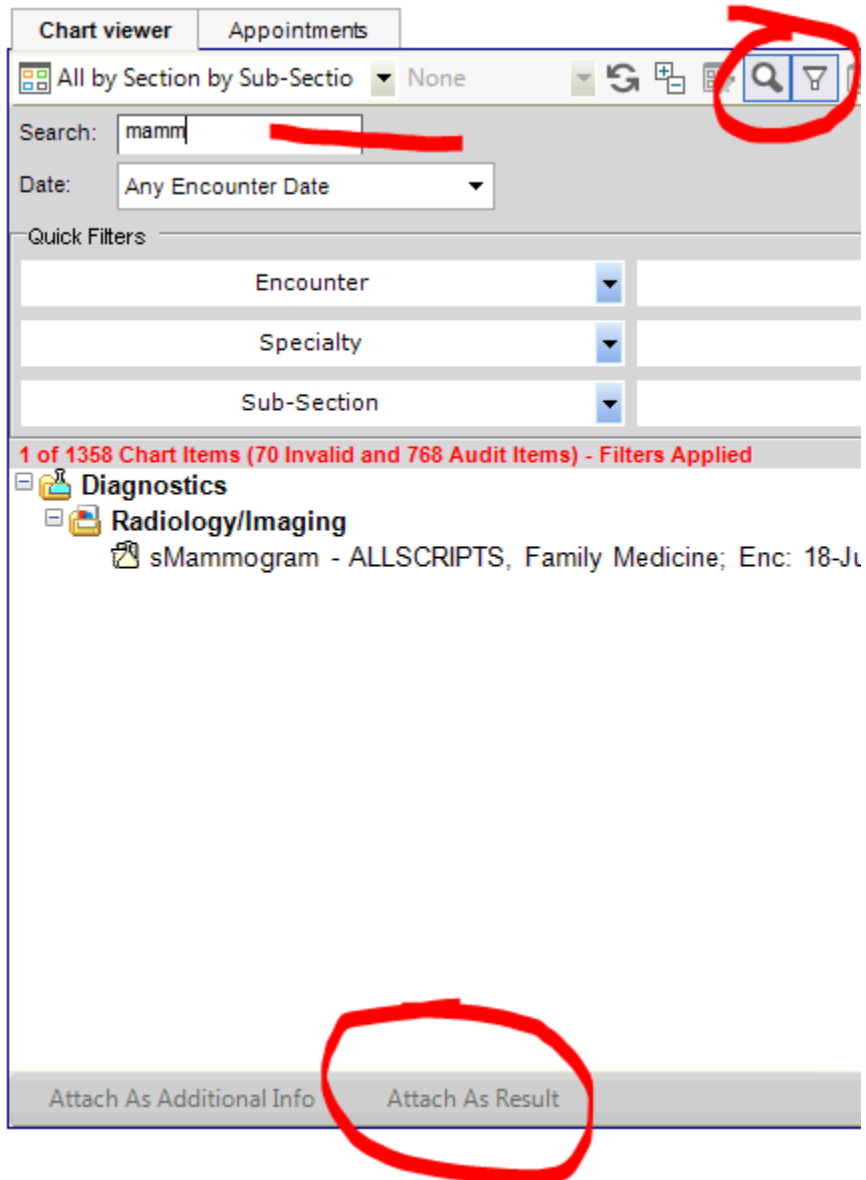 Chart viewer Appointments
All by Section by Sub-Sectio None
Search: mamm
Date: Any Encounter Date
Quick Filters
Encounter
Specialty
Sub-Section
1 of 1358 Chart Items (70 Invalid and 768 Audit Items) - Filters Applied
Diagnostics
Radiology/Imaging
sMammogram - ALLSCRIPTS, Family Medicine; Enc: 18-Ju
Attach As Additional Info Attach As Result